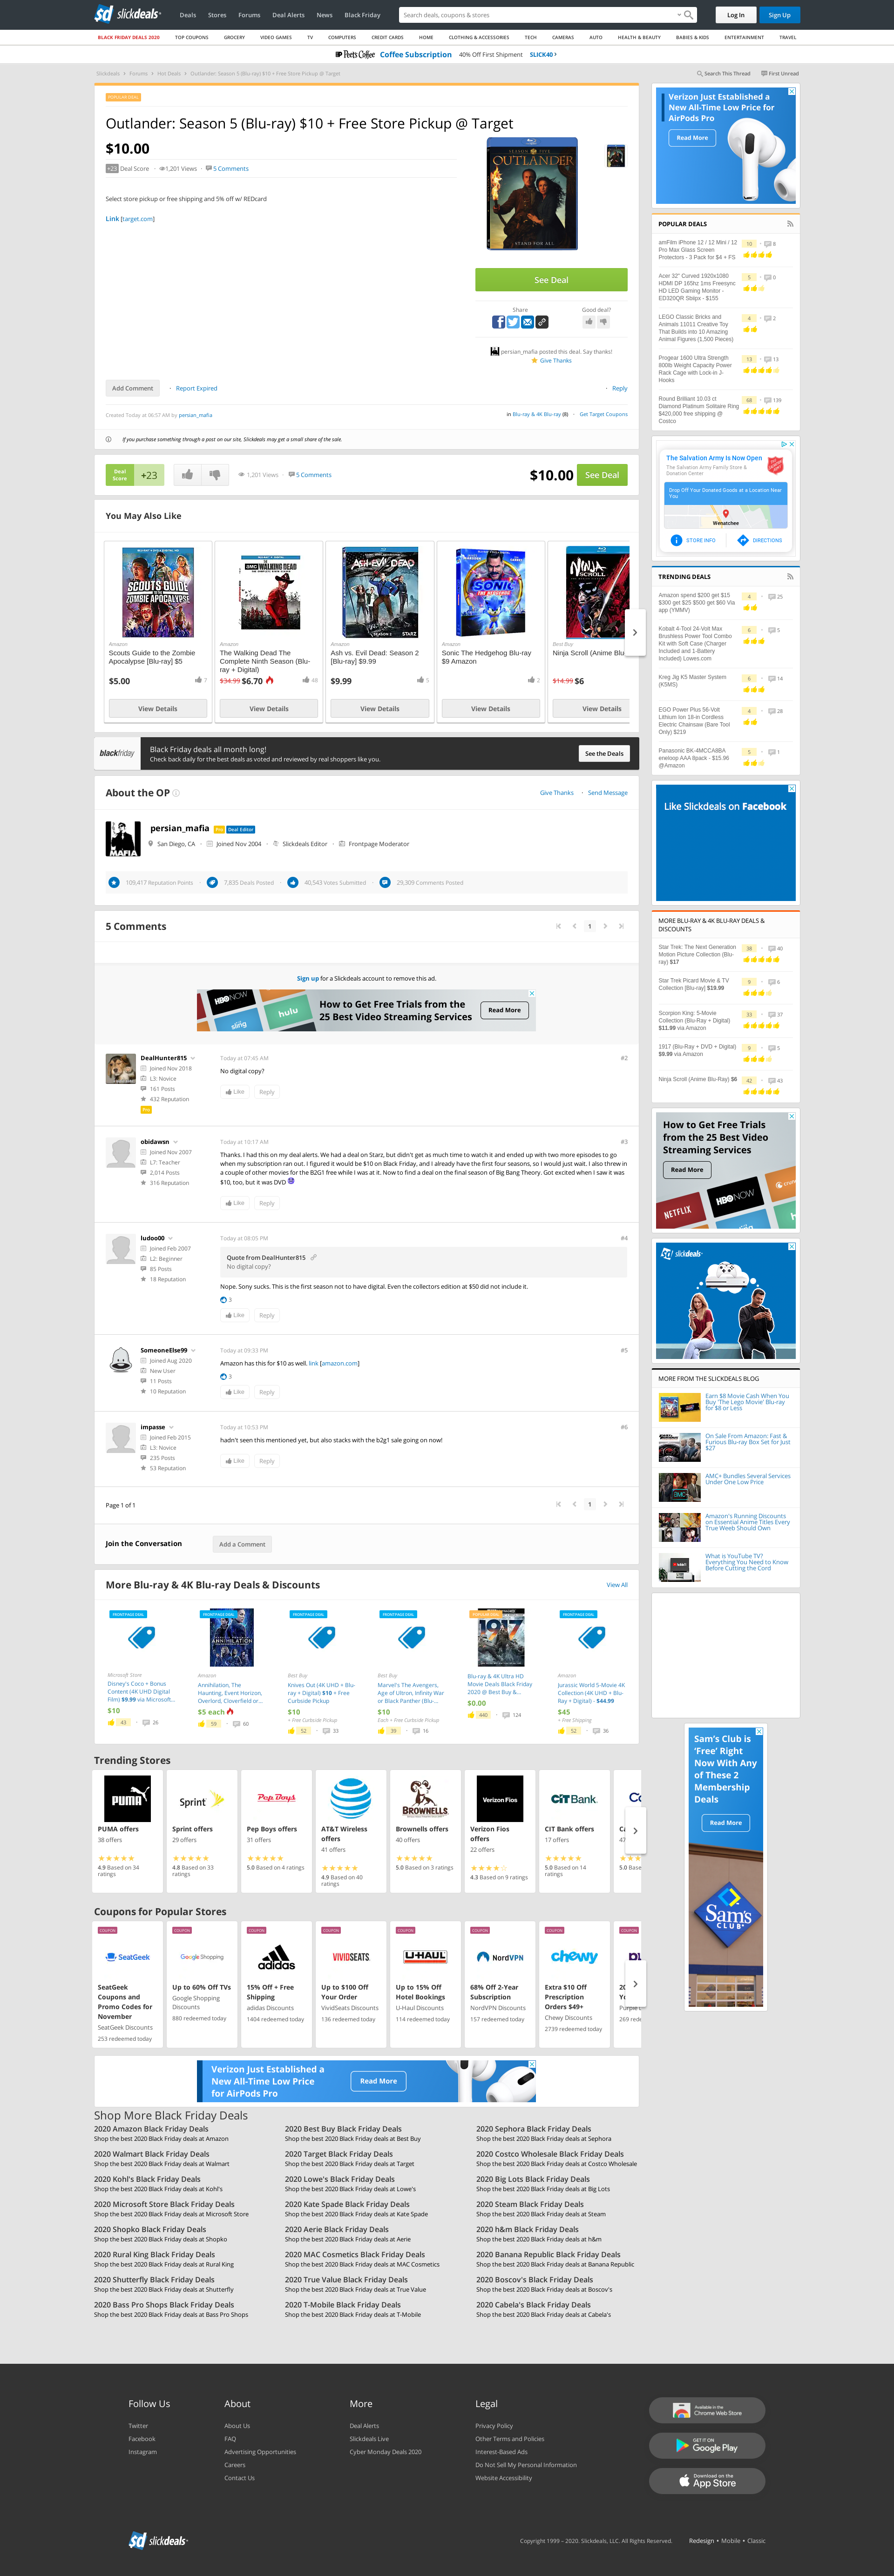 slickdeals
Deals Stores Forums Deal Alerts News Black Friday
Search deals, coupons & stores
Log In
Sign Up
BLACK FRIDAY DEALS 2020 TOP COUPONS GROCERY VIDEO GAMES TV COMPUTERS CREDIT CARDS HOME CLOTHING & ACCESSORIES TECH CAMERAS AUTO HEALTH & BEAUTY BABIES & KIDS ENTERTAINMENT TRAVEL
Peet's Coffee Coffee Subscription 40% Off First Shipment SLICK40 >
Slickdeals > Forums > Hot Deals > Outlander: Season 5 (Blu-ray) $10 + Free Store Pickup @ Target
Search This Thread First Unread
POPULAR DEAL
Outlander: Season 5 (Blu-ray) $10 + Free Store Pickup @ Target
$10.00
+23 Deal Score 1,201 Views 5 Comments
Select store pickup or free shipping and 5% off w/ REDcard
Link [target.com]
OUTLANDER
STAND FOR ALL
See Deal
Share
Good deal?
persian_mafia posted this deal. Say thanks!
Give Thanks
Add Comment Report Expired
Reply
Created Today at 06:57 AM by persian_mafia
in Blu-ray & 4K Blu-ray (8) Get Target Coupons
If you purchase something through a post on our site, Slickdeals may get a small share of the sale.
Deal Score +23
1,201 Views 5 Comments
$10.00 See Deal
You May Also Like
Amazon
Scouts Guide to the Zombie Apocalypse [Blu-ray] $5
$5.00 7
View Details
Amazon
The Walking Dead The Complete Ninth Season (Blu-ray + Digital)
$34.99 $6.70 48
View Details
Amazon
Ash vs. Evil Dead: Season 2 [Blu-ray] $9.99
$9.99 5
View Details
Amazon
Sonic The Hedgehog Blu-ray $9 Amazon
2
View Details
Best Buy
Ninja Scroll (Anime Blu
$14.99 $6
View Details
blackfriday
Black Friday deals all month long!
Check back daily for the best deals as voted and reviewed by real shoppers like you.
See the Deals
About the OP
Give Thanks Send Message
MAFIA
persian_mafia Pro Deal Editor
San Diego, CA Joined Nov 2004 Slickdeals Editor Frontpage Moderator
109,417 Reputation Points 7,835 Deals Posted 40,543 Votes Submitted 29,309 Comments Posted
5 Comments
1
Sign up for a Slickdeals account to remove this ad.
HBO NOW
hulu
sling
How to Get Free Trials from the 25 Best Video Streaming Services
Read More
DealHunter815
Joined Nov 2018
L3: Novice
161 Posts
432 Reputation
Pro
Today at 07:45 AM
#2
No digital copy?
Like Reply
obidawsn
Joined Nov 2007
L7: Teacher
2,014 Posts
316 Reputation
Today at 10:17 AM
#3
Thanks. I had this on my deal alerts. We had a deal on Starz, but didn't get as much time to watch it and ended up with two more episodes to go
when my subscription ran out. I figured it would be $10 on Black Friday, and I already have the first four seasons, so I would just wait. I also threw in
a couple of other movies for the B2G1 free while I was at it. Now to find a deal on the final season of Big Bang Theory. Got excited when I saw it was
$10, too, but it was DVD
Like Reply
ludoo00
Joined Feb 2007
L2: Beginner
85 Posts
18 Reputation
Today at 08:05 PM
#4
Quote from DealHunter815
No digital copy?
Nope. Sony sucks. This is the first season not to have digital. Even the collectors edition at $50 did not include it.
3
Like Reply
SomeoneElse99
Joined Aug 2020
New User
11 Posts
10 Reputation
Today at 09:33 PM
#5
Amazon has this for $10 as well. link [amazon.com]
3
Like Reply
impasse
Joined Feb 2015
L3: Novice
235 Posts
53 Reputation
Today at 10:53 PM
#6
hadn't seen this mentioned yet, but also stacks with the b2g1 sale going on now!
Like Reply
Page 1 of 1
1
Join the Conversation
Add a Comment
More Blu-ray & 4K Blu-ray Deals & Discounts
View All
FRONTPAGE DEAL
Microsoft Store
Disney's Coco + Bonus Content (4K UHD Digital Film) $9.99 via Microsoft...
$10
43 26
FRONTPAGE DEAL
ANNIHILATION
Amazon
Annihilation, The Haunting, Event Horizon, Overlord, Cloverfield or...
$5 each
59 60
FRONTPAGE DEAL
Best Buy
Knives Out (4K UHD + Blu-ray + Digital) $10 + Free Curbside Pickup
$10
+ Free Curbside Pickup
52 33
FRONTPAGE DEAL
Best Buy
Marvel's The Avengers, Age of Ultron, Infinity War or Black Panther (Blu-...
$10
Each + Free Curbside Pickup
39 16
POPULAR DEAL
1917
Blu-ray & 4K Ultra HD Movie Deals Black Friday 2020 @ Best Buy &...
$0.00
440 124
FRONTPAGE DEAL
Amazon
Jurassic World 5-Movie 4K Collection (4K UHD + Blu-Ray + Digital) - $44.99
$45
+ Free Shipping
52 36
Trending Stores
PUMA
PUMA offers
38 offers
4.9 Based on 34 ratings
Sprint
Sprint offers
29 offers
4.8 Based on 33 ratings
Pep Boys
Pep Boys offers
31 offers
5.0 Based on 4 ratings
AT&T Wireless offers
41 offers
4.9 Based on 40 ratings
BROWNELLS
Brownells offers
40 offers
5.0 Based on 3 ratings
Verizon Fios
Verizon Fios offers
22 offers
4.3 Based on 9 ratings
CIT BANK
CIT Bank offers
17 offers
5.0 Based on 14 ratings
Coupons for Popular Stores
COUPON
SeatGeek
SeatGeek Coupons and Promo Codes for November
SeatGeek Discounts
253 redeemed today
COUPON
Google Shopping
Up to 60% Off TVs
Google Shopping Discounts
880 redeemed today
COUPON
adidas
15% Off + Free Shipping
adidas Discounts
1404 redeemed today
COUPON
VIVIDSEATS
Up to $100 Off Your Order
VividSeats Discounts
136 redeemed today
COUPON
U-HAUL
Up to 15% Off Hotel Bookings
U-Haul Discounts
114 redeemed today
COUPON
NordVPN
68% Off 2-Year Subscription
NordVPN Discounts
157 redeemed today
COUPON
chewy
Extra $10 Off Prescription Orders $49+
Chewy Discounts
2739 redeemed today
COUPON
Verizon Just Established a New All-Time Low Price for AirPods Pro
Read More
Shop More Black Friday Deals
2020 Amazon Black Friday Deals
Shop the best 2020 Black Friday deals at Amazon
2020 Best Buy Black Friday Deals
Shop the best 2020 Black Friday deals at Best Buy
2020 Sephora Black Friday Deals
Shop the best 2020 Black Friday deals at Sephora
2020 Walmart Black Friday Deals
Shop the best 2020 Black Friday deals at Walmart
2020 Target Black Friday Deals
Shop the best 2020 Black Friday deals at Target
2020 Costco Wholesale Black Friday Deals
Shop the best 2020 Black Friday deals at Costco Wholesale
2020 Kohl's Black Friday Deals
Shop the best 2020 Black Friday deals at Kohl's
2020 Lowe's Black Friday Deals
Shop the best 2020 Black Friday deals at Lowe's
2020 Big Lots Black Friday Deals
Shop the best 2020 Black Friday deals at Big Lots
2020 Microsoft Store Black Friday Deals
Shop the best 2020 Black Friday deals at Microsoft Store
2020 Kate Spade Black Friday Deals
Shop the best 2020 Black Friday deals at Kate Spade
2020 Steam Black Friday Deals
Shop the best 2020 Black Friday deals at Steam
2020 Shopko Black Friday Deals
Shop the best 2020 Black Friday deals at Shopko
2020 Aerie Black Friday Deals
Shop the best 2020 Black Friday deals at Aerie
2020 h&m Black Friday Deals
Shop the best 2020 Black Friday deals at h&m
2020 Rural King Black Friday Deals
Shop the best 2020 Black Friday deals at Rural King
2020 MAC Cosmetics Black Friday Deals
Shop the best 2020 Black Friday deals at MAC Cosmetics
2020 Banana Republic Black Friday Deals
Shop the best 2020 Black Friday deals at Banana Republic
2020 Shutterfly Black Friday Deals
Shop the best 2020 Black Friday deals at Shutterfly
2020 True Value Black Friday Deals
Shop the best 2020 Black Friday deals at True Value
2020 Boscov's Black Friday Deals
Shop the best 2020 Black Friday deals at Boscov's
2020 Bass Pro Shops Black Friday Deals
Shop the best 2020 Black Friday deals at Bass Pro Shops
2020 T-Mobile Black Friday Deals
Shop the best 2020 Black Friday deals at T-Mobile
2020 Cabela's Black Friday Deals
Shop the best 2020 Black Friday deals at Cabela's
Verizon Just Established a New All-Time Low Price for AirPods Pro
Read More
POPULAR DEALS
amFilm iPhone 12 / 12 Mini / 12 Pro Max Glass Screen Protectors - 3 Pack for $4 + FS
10 8
Acer 32" Curved 1920x1080 HDMI DP 165hz 1ms Freesync HD LED Gaming Monitor - ED320QR Sbiipx - $155
5 0
LEGO Classic Bricks and Animals 11011 Creative Toy That Builds into 10 Amazing Animal Figures (1,500 Pieces)
4 2
Progear 1600 Ultra Strength 800lb Weight Capacity Power Rack Cage with Lock-in J-Hooks
13 13
Round Brilliant 10.03 ct Diamond Platinum Solitaire Ring $420,000 free shipping @ Costco
68 139
The Salvation Army Is Now Open
The Salvation Army Family Store & Donation Center
Drop Off Your Donated Goods at a Location Near You
Wenatchee
STORE INFO DIRECTIONS
TRENDING DEALS
Amazon spend $200 get $15 $300 get $25 $500 get $60 Via app (YMMV)
4 25
Kobalt 4-Tool 24-Volt Max Brushless Power Tool Combo Kit with Soft Case (Charger Included and 1-Battery Included) Lowes.com
6 5
Kreg Jig K5 Master System (K5MS)
6 14
EGO Power Plus 56-Volt Lithium Ion 18-in Cordless Electric Chainsaw (Bare Tool Only) $219
4 28
Panasonic BK-4MCCA8BA eneloop AAA 8pack - $15.96 @Amazon
5 1
Like Slickdeals on Facebook
MORE BLU-RAY & 4K BLU-RAY DEALS & DISCOUNTS
Star Trek: The Next Generation Motion Picture Collection (Blu-ray) $17
38 40
Star Trek Picard Movie & TV Collection [Blu-ray] $19.99
9 6
Scorpion King: 5-Movie Collection (Blu-Ray + Digital) $11.99 via Amazon
33 37
1917 (Blu-Ray + DVD + Digital) $9.99 via Amazon
9 5
Ninja Scroll (Anime Blu-Ray) $6
42 43
How to Get Free Trials from the 25 Best Video Streaming Services
Read More
NETFLIX
HBO NOW
hulu
slickdeals
MORE FROM THE SLICKDEALS BLOG
Earn $8 Movie Cash When You Buy 'The Lego Movie' Blu-ray for $8 or Less
On Sale From Amazon: Fast & Furious Blu-ray Box Set for Just $27
AMC+ Bundles Several Services Under One Low Price
Amazon's Running Discounts on Essential Anime Titles Every True Weeb Should Own
What is YouTube TV? Everything You Need to Know Before Cutting the Cord
Sam's Club is 'Free' Right Now With Any of These 2 Membership Deals
Read More
Sam's CLUB
Follow Us
Twitter
Facebook
Instagram
About
About Us
FAQ
Advertising Opportunities
Careers
Contact Us
More
Deal Alerts
Slickdeals Live
Cyber Monday Deals 2020
Legal
Privacy Policy
Other Terms and Policies
Interest-Based Ads
Do Not Sell My Personal Information
Website Accessibility
Available in the Chrome Web Store
GET IT ON Google Play
Download on the App Store
slickdeals
Copyright 1999 - 2020. Slickdeals, LLC. All Rights Reserved. Redesign • Mobile • Classic